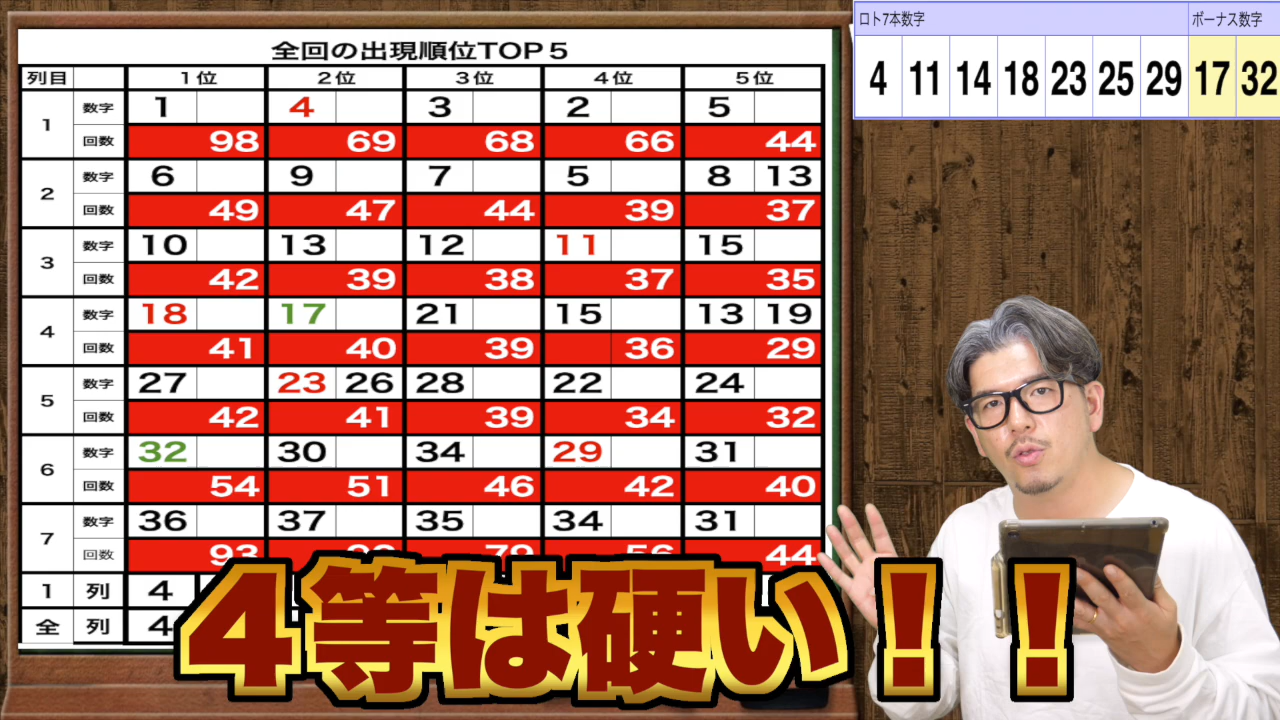 全回の出現順位TOP5
列目 1位 2位 3位 4位 5位
1 数字 1 4 3 2 5
回数 98 69 68 66 44
2 数字 6 9 7 5 8 13
回数 49 47 44 39 37
3 数字 10 13 12 11 15
回数 42 39 38 37 35
4 数字 18 17 21 15 13 19
回数 41 40 39 36 29
5 数字 27 23 26 28 22 24
回数 42 41 39 34 32
6 数字 32 30 34 29 31
回数 54 51 46 42 40
7 数字 36 37 35 34 31
回数 93 79 56 44
1 列 4
全 列 4
ロト7本数字 ボーナス数字
4 11 14 18 23 25 29 17 32
4等は硬い！！